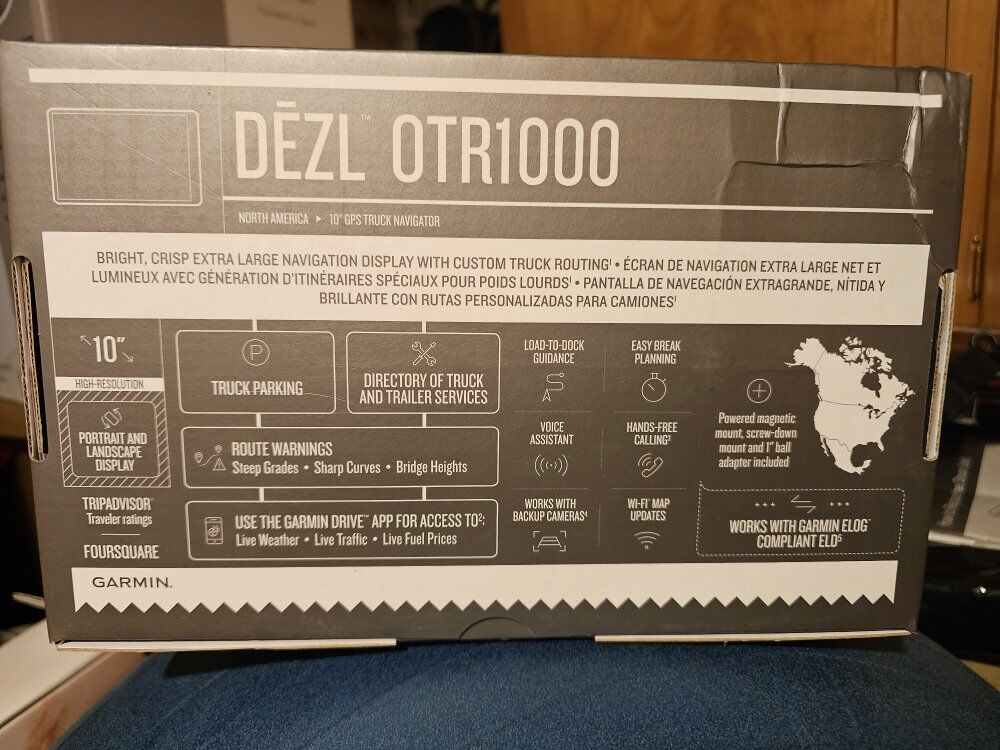 DĒZL™ OTR1000
NORTH AMERICA ▸ 10" GPS TRUCK NAVIGATOR
BRIGHT, CRISP EXTRA LARGE NAVIGATION DISPLAY WITH CUSTOM TRUCK ROUTING¹ • ÉCRAN DE NAVIGATION EXTRA LARGE NET ET
LUMINEUX AVEC GÉNÉRATION D'ITINÉRAIRES SPÉCIAUX POUR POIDS LOURDS¹ • PANTALLA DE NAVEGACIÓN EXTRAGRANDE, NÍTIDA Y
BRILLANTE CON RUTAS PERSONALIZADAS PARA CAMIONES¹
10"
HIGH-RESOLUTION
PORTRAIT AND
LANDSCAPE
DISPLAY
TRIPADVISOR®
Traveler ratings
FOURSQUARE
P
TRUCK PARKING
DIRECTORY OF TRUCK
AND TRAILER SERVICES
ROUTE WARNINGS
Steep Grades • Sharp Curves • Bridge Heights
USE THE GARMIN DRIVE™ APP FOR ACCESS TO²:
Live Weather • Live Traffic • Live Fuel Prices
LOAD-TO-DOCK
GUIDANCE
EASY BREAK
PLANNING
VOICE
ASSISTANT
HANDS-FREE
CALLING³
WORKS WITH
BACKUP CAMERAS⁴
WI-FI® MAP
UPDATES
Powered magnetic
mount, screw-down
mount and 1" ball
adapter included
WORKS WITH GARMIN ELOG™
COMPLIANT ELD⁵
GARMIN®